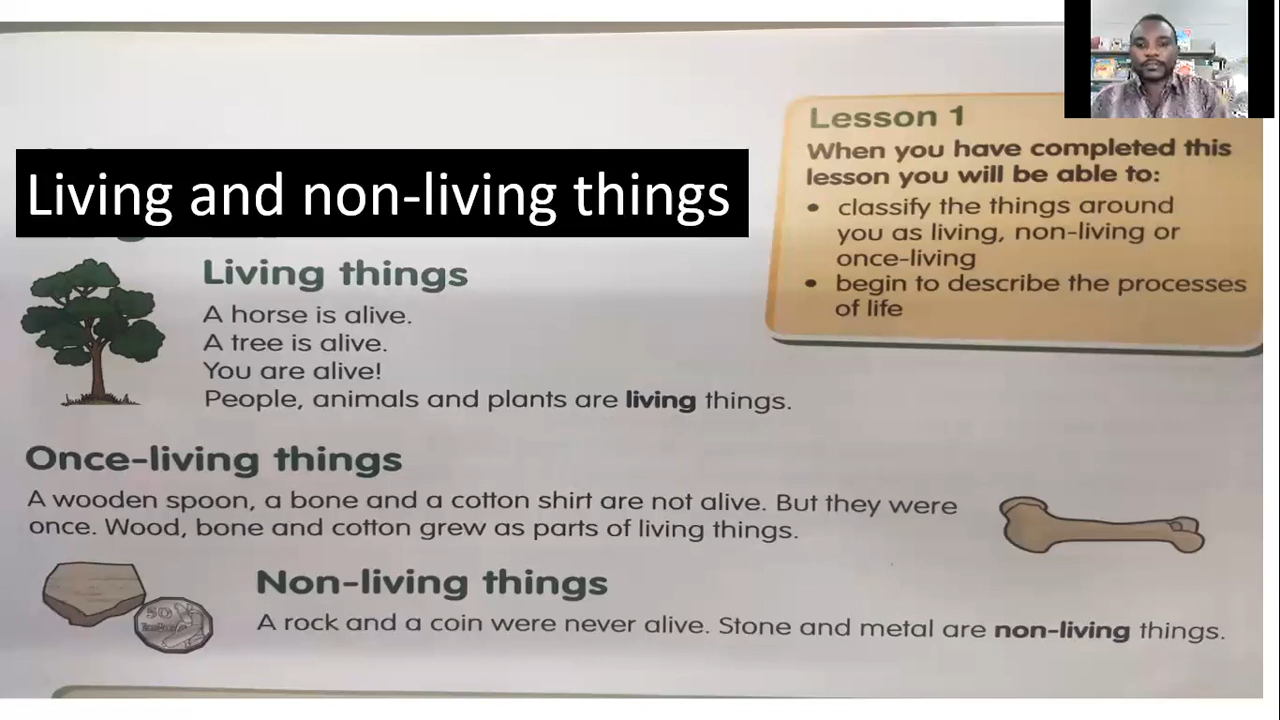 Living and non-living things
Lesson 1
When you have completed this
lesson you will be able to:
• classify the things around
you as living, non-living or
once-living
• begin to describe the processes
of life
Living things
A horse is alive.
A tree is alive.
You are alive!
People, animals and plants are living things.
Once-living things
A wooden spoon, a bone and a cotton shirt are not alive. But they were
once. Wood, bone and cotton grew as parts of living things.
Non-living things
50
A rock and a coin were never alive. Stone and metal are non-living things.